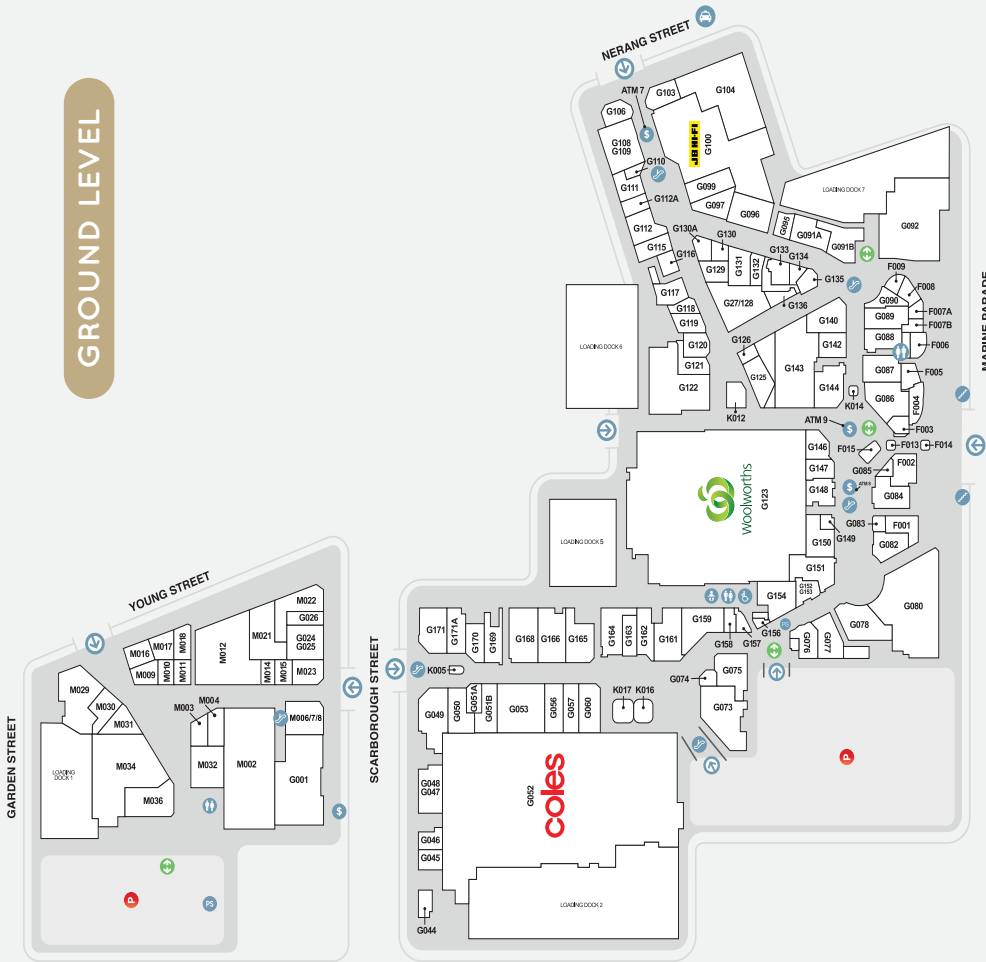 GROUND LEVEL
NERANG STREET
ATM 7
G103
G104
G106
G108
G109
JB HI-FI
G100
G110
G111
G112A
G099
G097
G096
G112
G130A
G130
G115
G116
G129
G131
G132
G133
G134
G135
G136
G095
G091A
G091B
LOADING DOCK 7
G092
G117
G118
G119
G27/128
G120
G121
G122
LOADING DOCK 6
G126
G125
G143
G140
G142
G144
K012
K014
F009
F008
G090
G089
F007A
F007B
G088
F006
G087
F005
G086
F004
F003
MARINE PARADE
ATM 9
F013
F014
F015
G085
F002
G084
ATM 5
G146
G147
G148
G149
G150
G151
G083
F001
G082
Woolworths
G123
LOADING DOCK 5
G152
G153
G154
G156
PS
G157
G158
G159
G161
G162
G163
G164
G165
G166
G168
G169
G170
G171A
G171
G076
G077
G078
G080
G075
G074
G073
K005
K017
K016
G049
G050
G051A
G051B
G053
G056
G057
G060
G048
G047
G052
coles
G046
G045
G044
LOADING DOCK 2
P
SCARBOROUGH STREET
YOUNG STREET
GARDEN STREET
M022
G026
G024
G025
M023
M021
M012
M014
M015
M018
M017
M016
M009
M010
M011
M029
M030
M031
M034
M036
LOADING
DOCK 1
M003
M004
M032
M002
M006/7/8
G001
P
PS